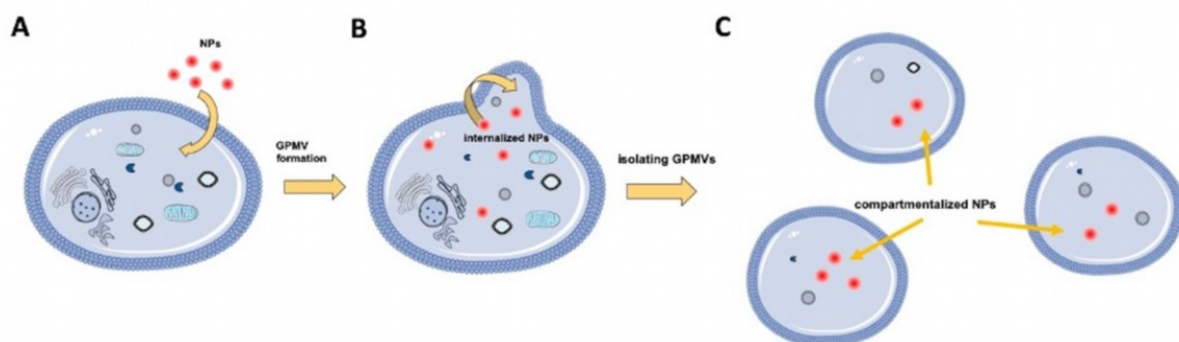 A
NPs
GPMV
formation
B
internalized NPs
isolating GPMVs
C
compartmentalized NPs